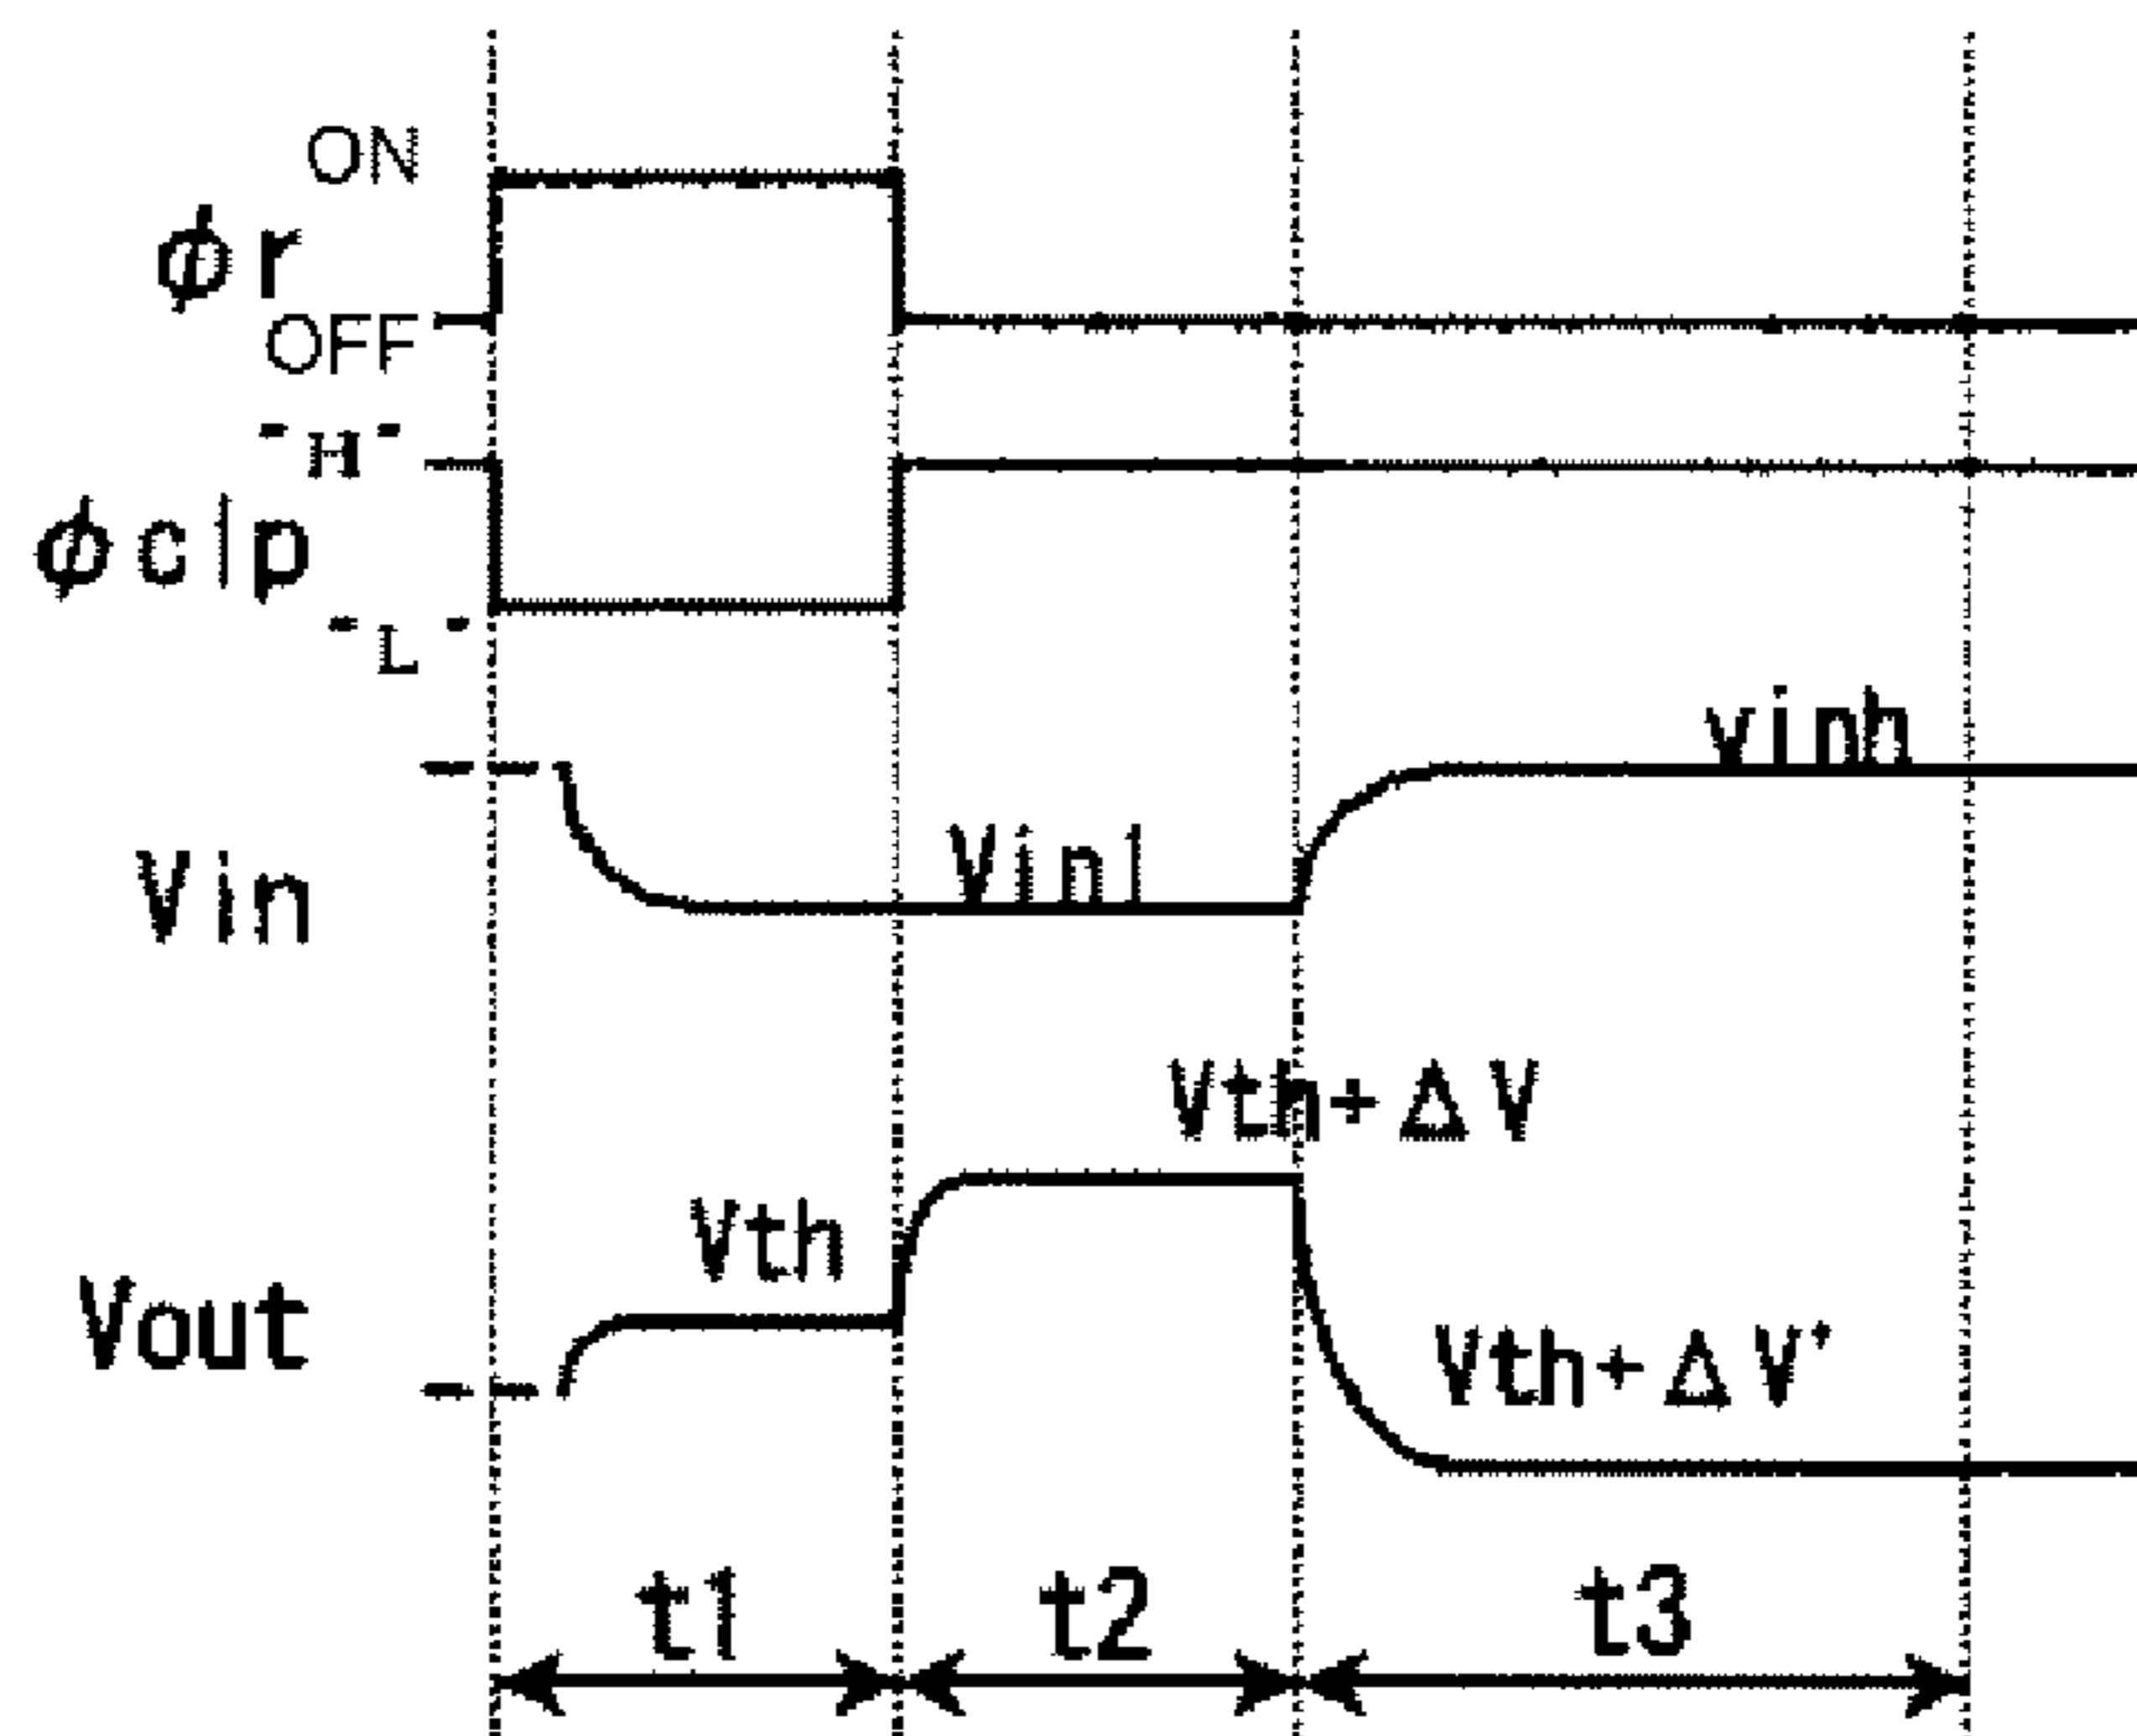 ON
φr
OFF
"H"
φclp
"L"
vinh
Vin
Vinl
Vth+ΔV
Vth
Vout
Vth+ΔV'
t1 t2 t3